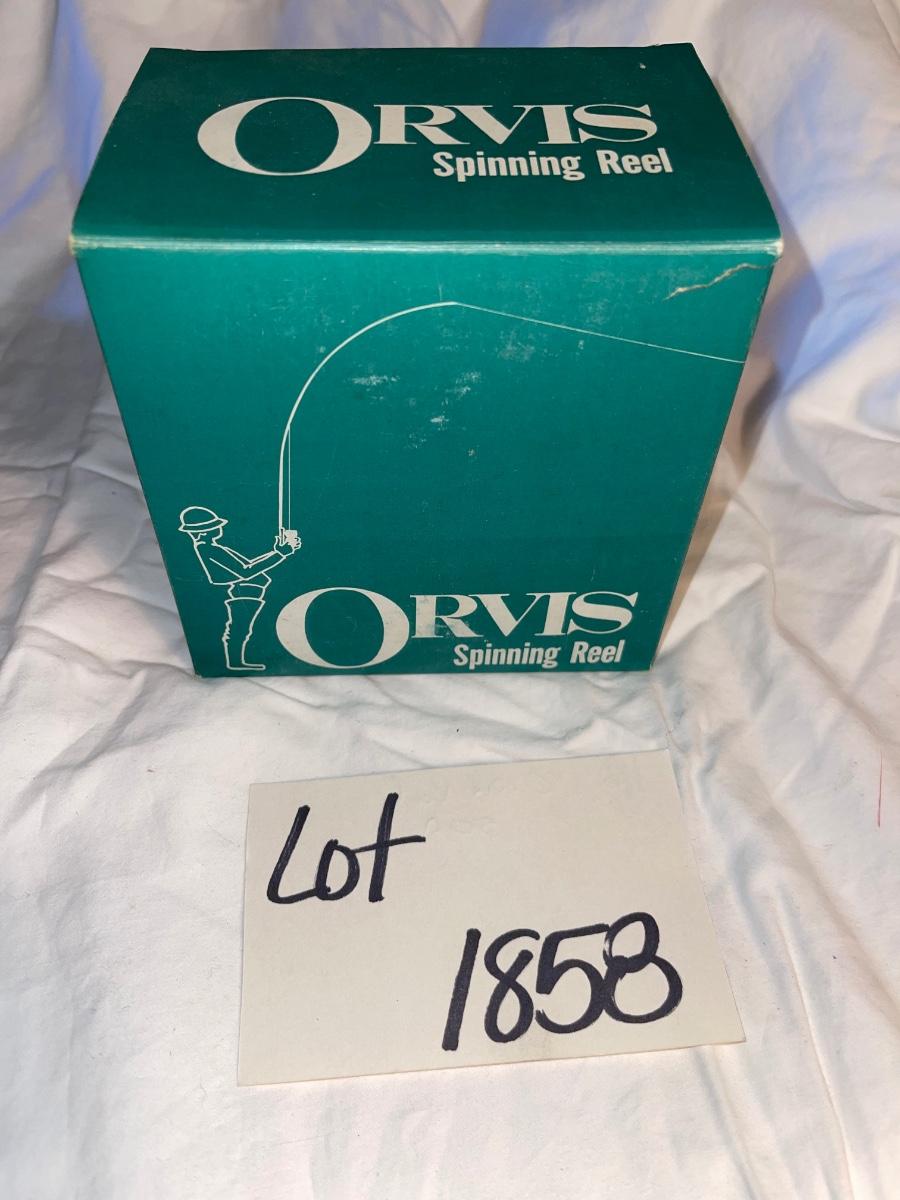 ORVIS
Spinning Reel
ORVIS
Spinning Reel
Lot
1858